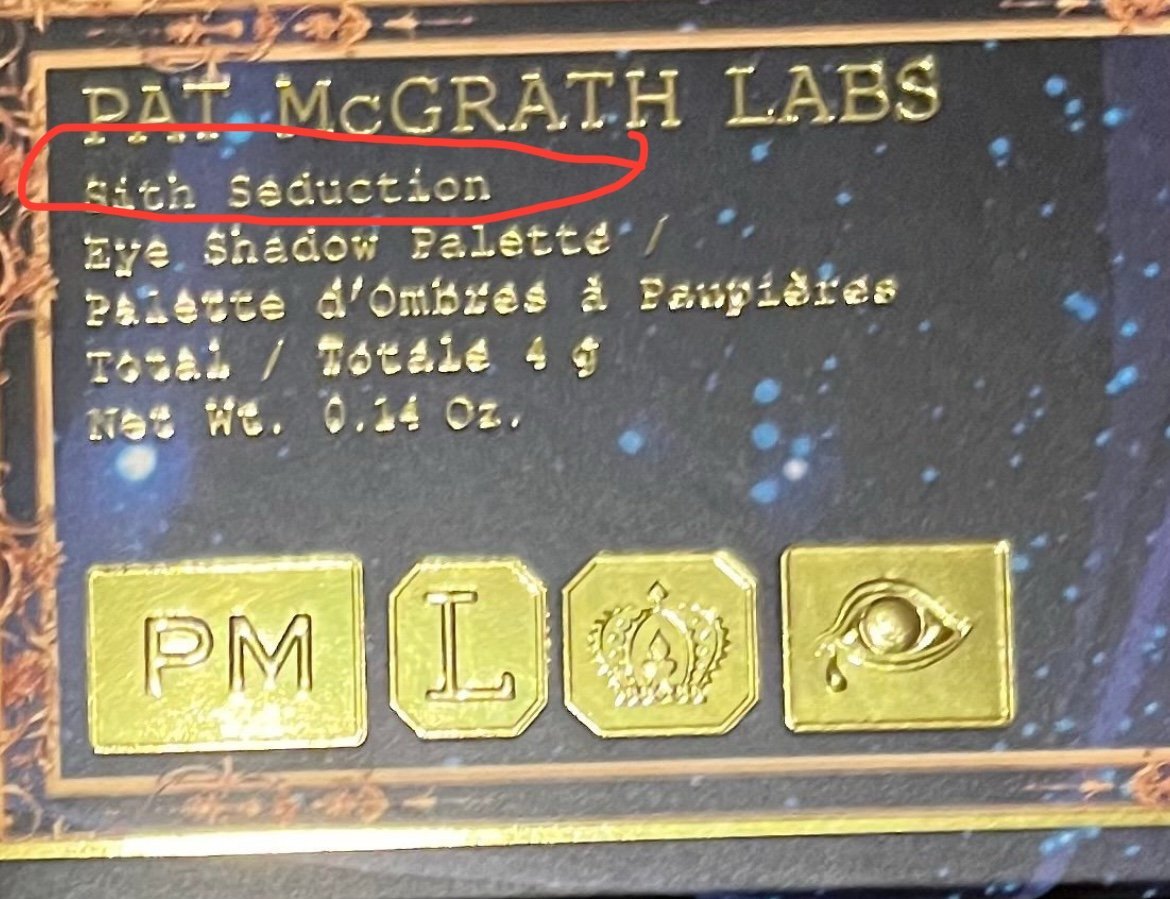 PAT McGRATH LABS
Sith Seduction
Eye Shadow Palette /
Palette d'Ombres à Paupières
Total / Totale 4 g
Net Wt. 0.14 Oz.
PM L